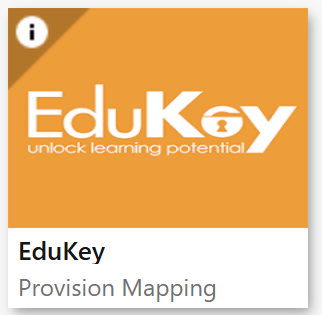 i
EduKey
unlock learning potential
EduKey
Provision Mapping